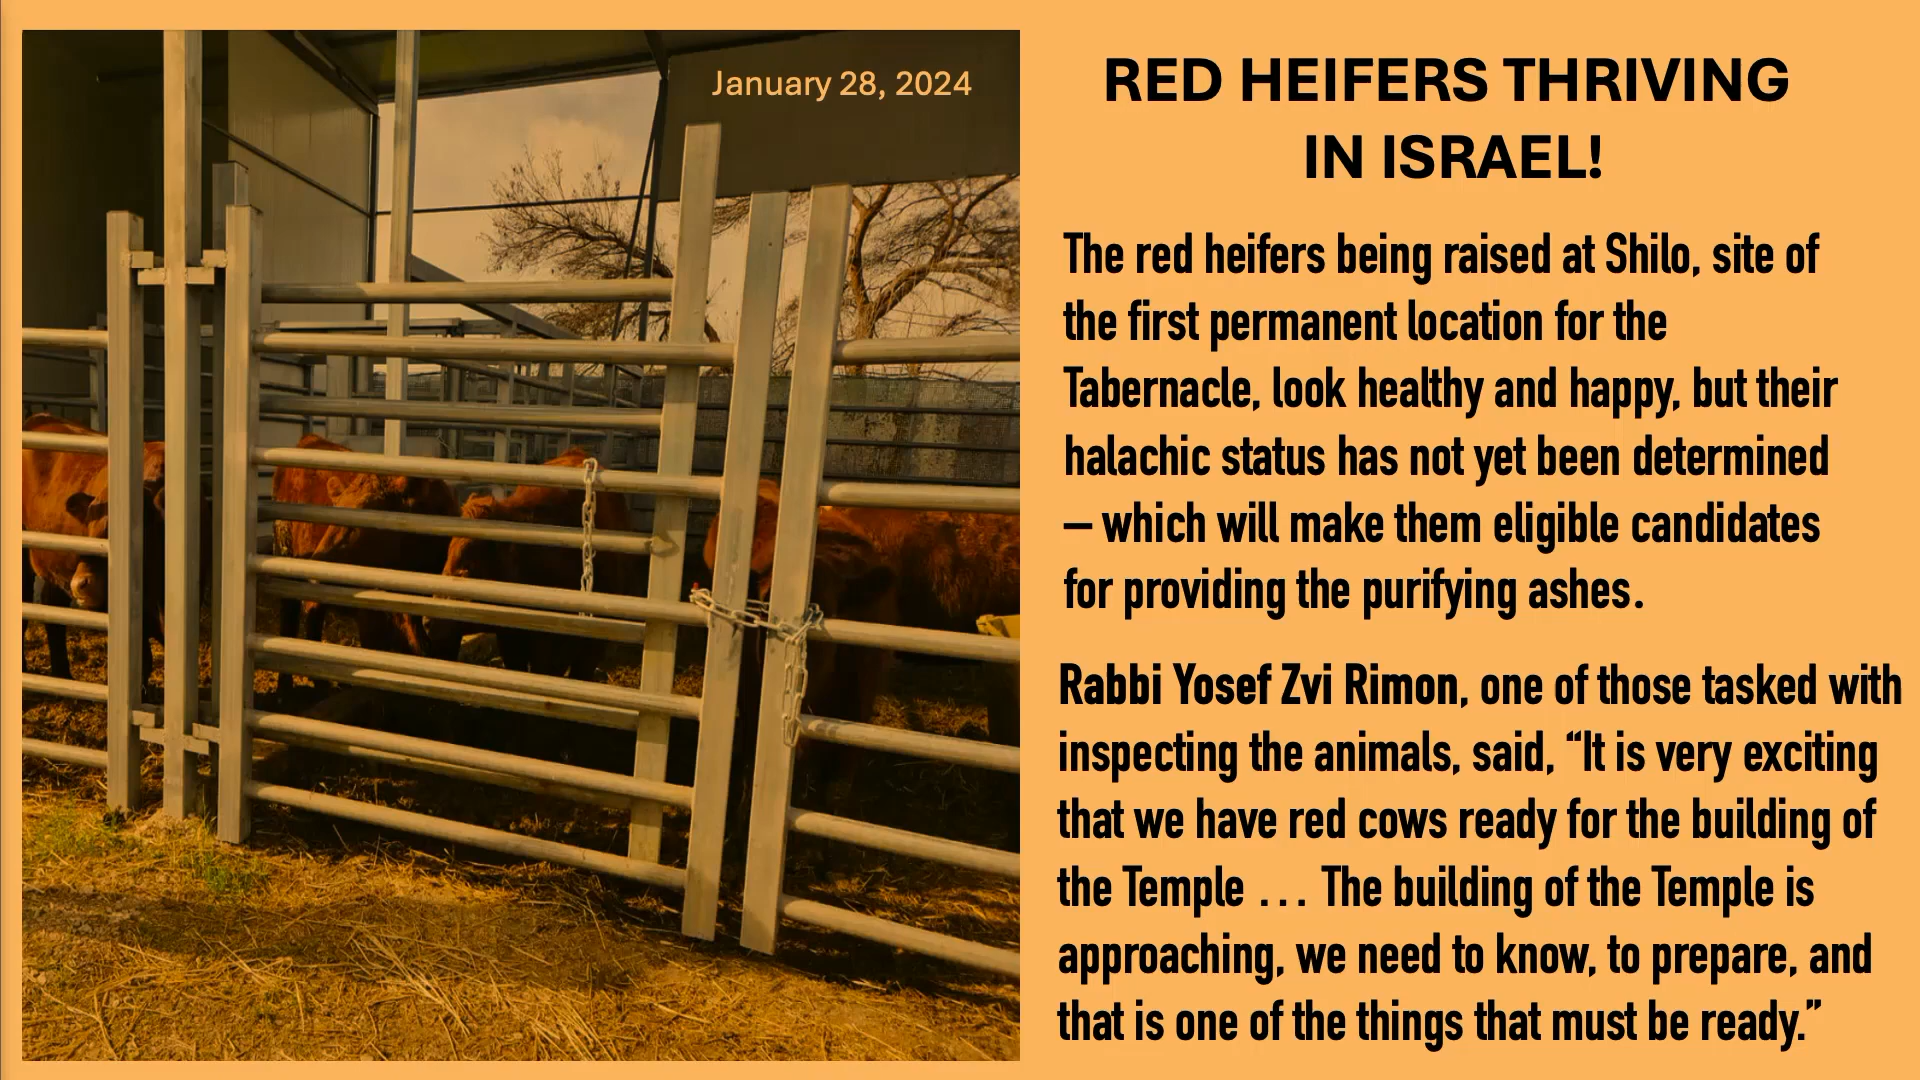 January 28, 2024
RED HEIFERS THRIVING
IN ISRAEL!
The red heifers being raised at Shilo, site of
the first permanent location for the
Tabernacle, look healthy and happy, but their
halachic status has not yet been determined
– which will make them eligible candidates
for providing the purifying ashes.
Rabbi Yosef Zvi Rimon, one of those tasked with
inspecting the animals, said, “It is very exciting
that we have red cows ready for the building of
the Temple . . . The building of the Temple is
approaching, we need to know, to prepare, and
that is one of the things that must be ready.”